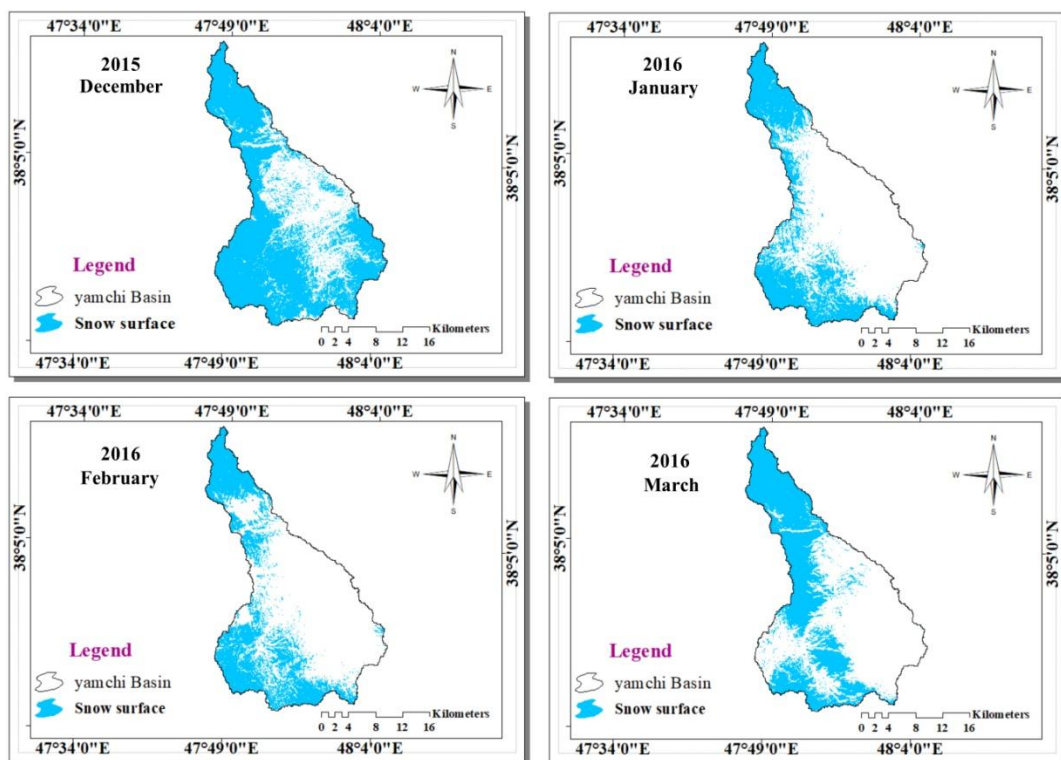 47°34'0"E 47°49'0"E 48°4'0"E
2015
December
N
W E
S
38°5'0"N
38°5'0"N
Legend
yamchi Basin
Snow surface
Kilometers
0 2 4 8 12 16
47°34'0"E 47°49'0"E 48°4'0"E
47°34'0"E 47°49'0"E 48°4'0"E
2016
January
N
W E
S
38°5'0"N
38°5'0"N
Legend
yamchi Basin
Snow surface
Kilometers
0 2 4 8 12 16
47°34'0"E 47°49'0"E 48°4'0"E
47°34'0"E 47°49'0"E 48°4'0"E
2016
February
N
W E
S
38°5'0"N
38°5'0"N
Legend
yamchi Basin
Snow surface
Kilometers
0 2 4 8 12 16
47°34'0"E 47°49'0"E 48°4'0"E
47°34'0"E 47°49'0"E 48°4'0"E
2016
March
N
W E
S
38°5'0"N
38°5'0"N
Legend
yamchi Basin
Snow surface
Kilometers
0 2 4 8 12 16
47°34'0"E 47°49'0"E 48°4'0"E